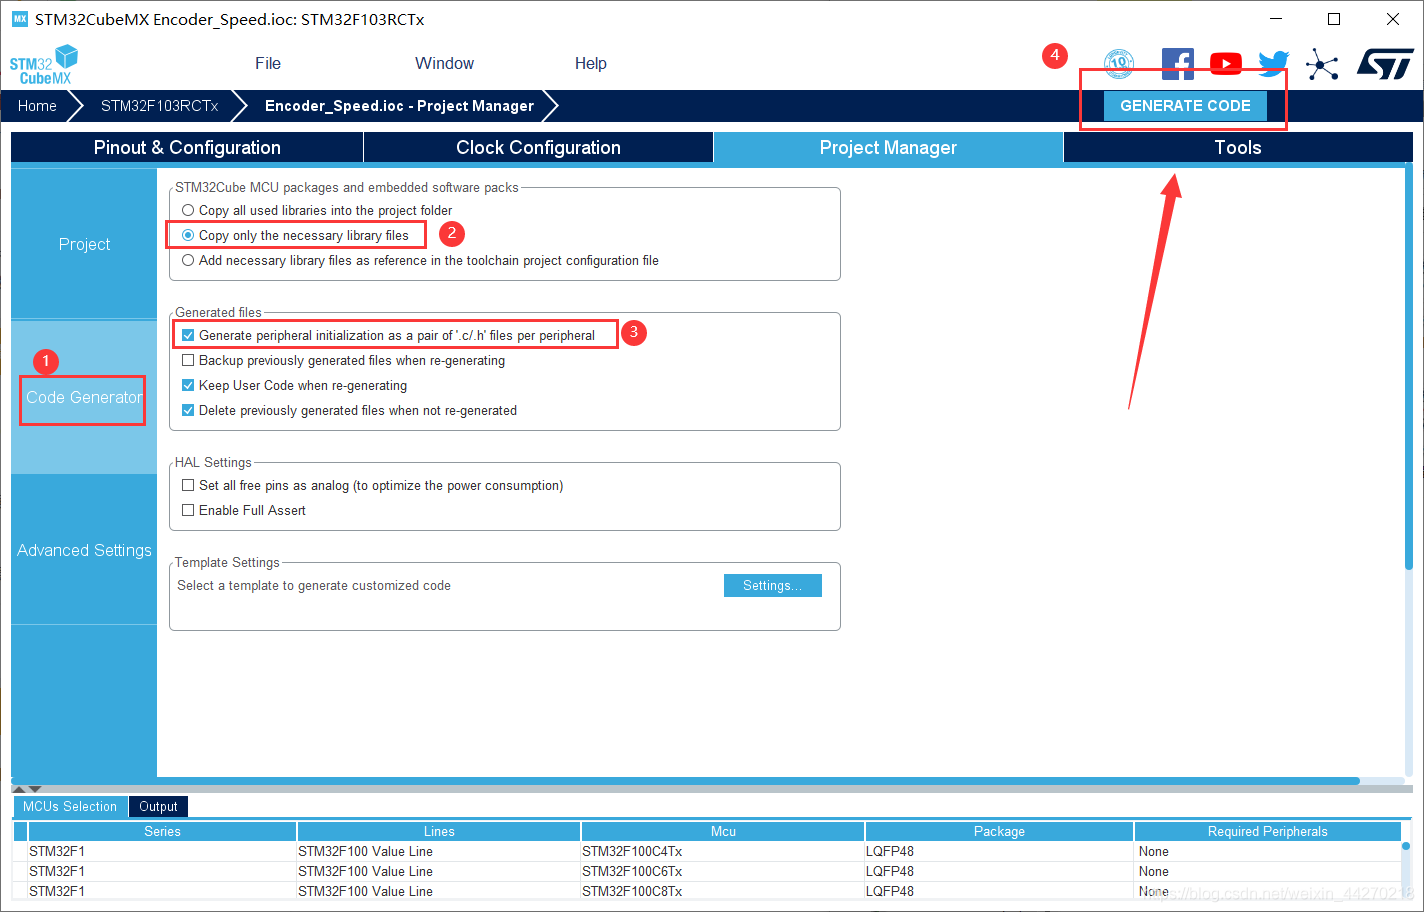 MX STM32CubeMX Encoder_Speed.ioc: STM32F103RCTx
STM32
CubeMX
File
Window
Help
4
10
Home
STM32F103RCTx
Encoder_Speed.ioc - Project Manager
GENERATE CODE
Pinout & Configuration
Clock Configuration
Project Manager
Tools
Project
1
Code Generator
Advanced Settings
STM32Cube MCU packages and embedded software packs
Copy all used libraries into the project folder
Copy only the necessary library files
2
Add necessary library files as reference in the toolchain project configuration file
Generated files
Generate peripheral initialization as a pair of '.c/.h' files per peripheral
3
Backup previously generated files when re-generating
Keep User Code when re-generating
Delete previously generated files when not re-generated
HAL Settings
Set all free pins as analog (to optimize the power consumption)
Enable Full Assert
Template Settings
Select a template to generate customized code
Settings...
MCUs Selection
Output
Series Lines Mcu Package Required Peripherals
STM32F1 STM32F100 Value Line STM32F100C4Tx LQFP48 None
STM32F1 STM32F100 Value Line STM32F100C6Tx LQFP48 None
STM32F1 STM32F100 Value Line STM32F100C8Tx LQFP48 None
https://blog.csdn.net/weixin_44270218